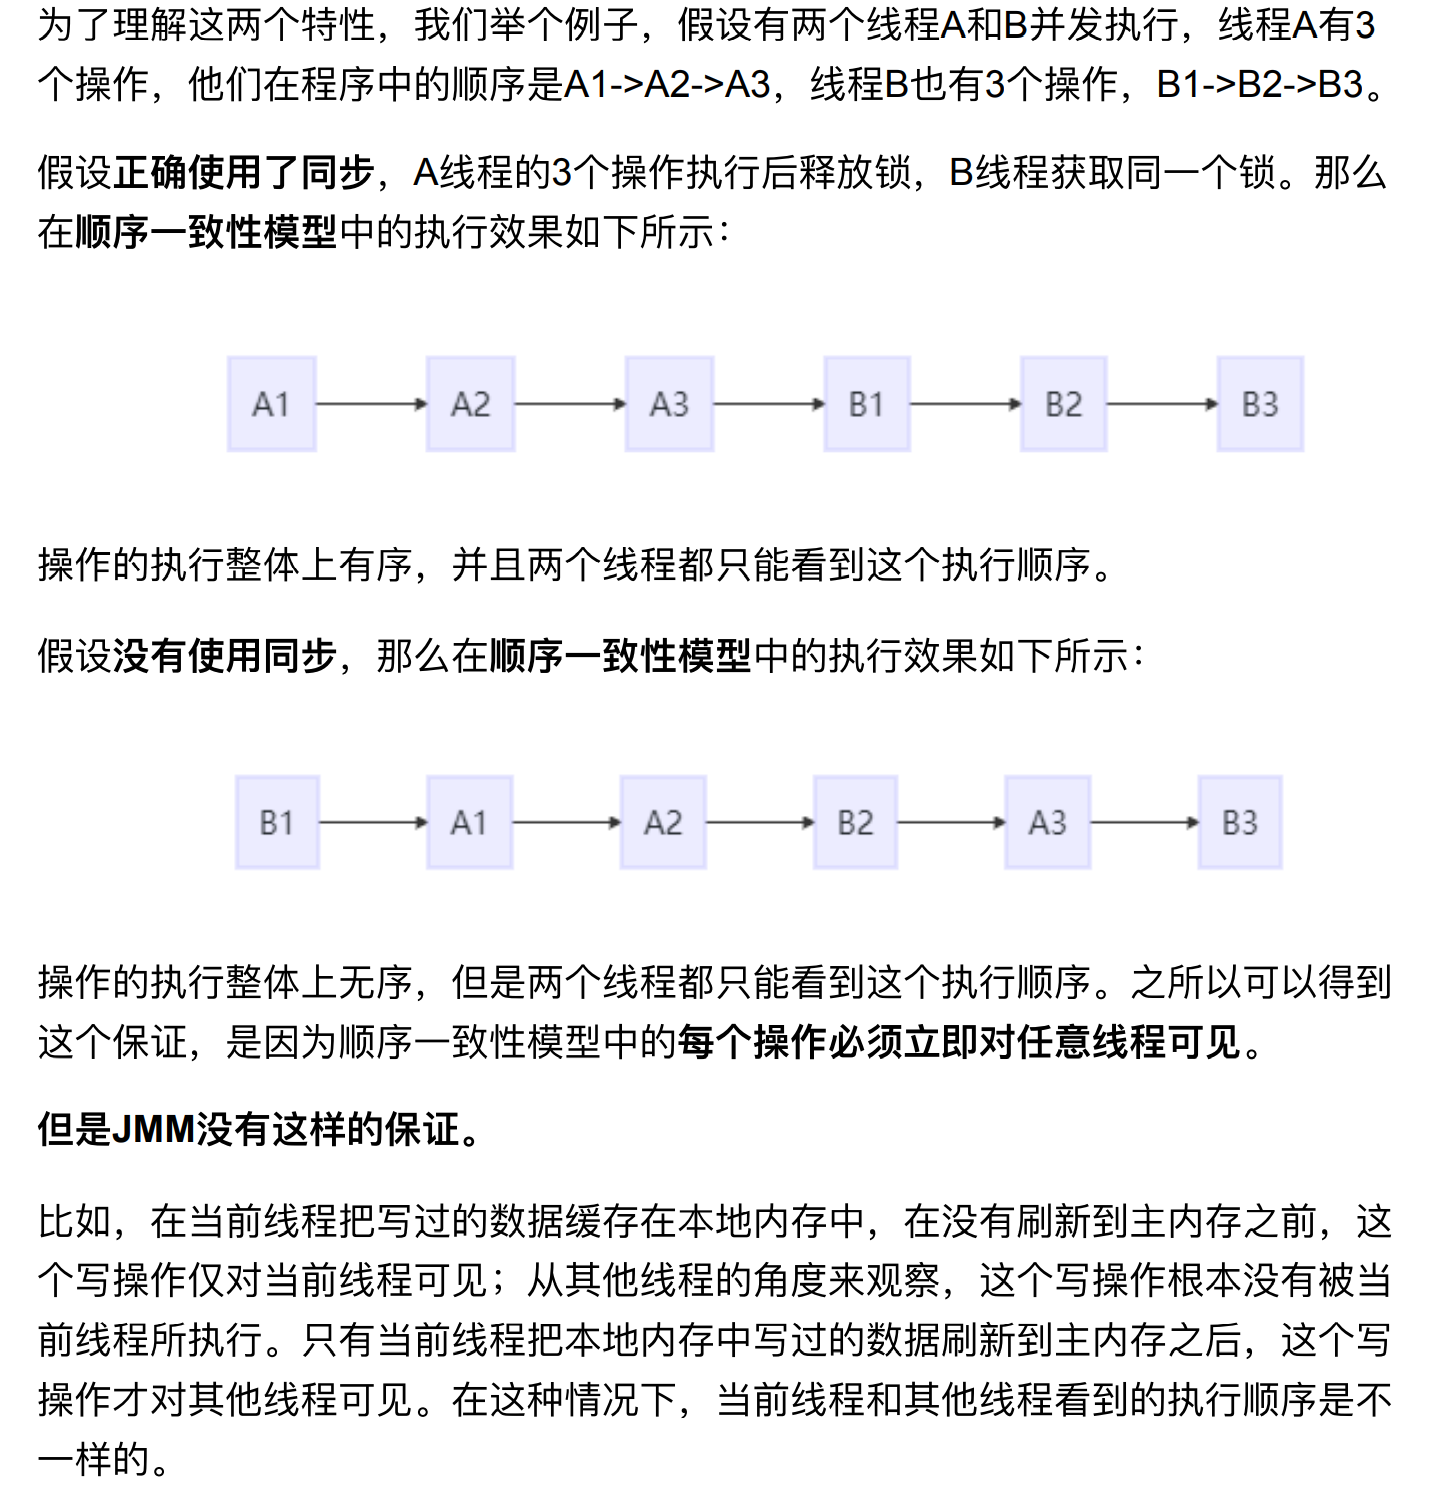 为了理解这两个特性，我们举个例子，假设有两个线程A和B并发执行，线程A有3
个操作，他们在程序中的顺序是A1->A2->A3，线程B也有3个操作，B1->B2->B3。
假设正确使用了同步，A线程的3个操作执行后释放锁，B线程获取同一个锁。那么
在顺序一致性模型中的执行效果如下所示：
A1 A2 A3 B1 B2 B3
操作的执行整体上有序，并且两个线程都只能看到这个执行顺序。
假设没有使用同步，那么在顺序一致性模型中的执行效果如下所示：
B1 A1 A2 B2 A3 B3
操作的执行整体上无序，但是两个线程都只能看到这个执行顺序。之所以可以得到
这个保证，是因为顺序一致性模型中的每个操作必须立即对任意线程可见。
但是JMM没有这样的保证。
比如，在当前线程把写过的数据缓存在本地内存中，在没有刷新到主内存之前，这
个写操作仅对当前线程可见；从其他线程的角度来观察，这个写操作根本没有被当
前线程所执行。只有当前线程把本地内存中写过的数据刷新到主内存之后，这个写
操作才对其他线程可见。在这种情况下，当前线程和其他线程看到的执行顺序是不
一样的。